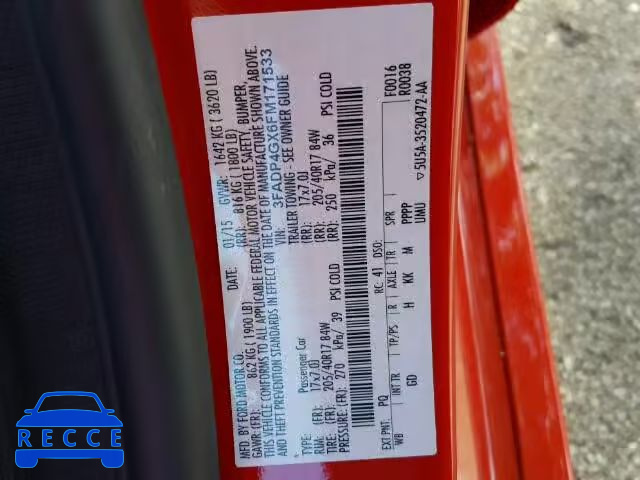 MFD. BY FORD MOTOR CO.
DATE: 01/15 GVWR: 1642 KG ( 3620 LB)
GAWR:(FR): 862 KG ( 1900 LB) (RR): 816 KG ( 1800 LB)
THIS VEHICLE CONFORMS TO ALL APPLICABLE FEDERAL MOTOR VEHICLE SAFETY, BUMPER,
AND THEFT PREVENTION STANDARDS IN EFFECT ON THE DATE OF MANUFACTURE SHOWN ABOVE.
VIN: 3FADP4GX6FM171533
* Passenger Car TRAILER TOWING - SEE OWNER GUIDE
(FR): 17x7.0J (RR): 17x7.0J
RIM:
TIRE: (FR): 205/40R17 84W (RR): 205/40R17 84W
PRESSURE:(FR): 270 kPa/ 39 PSI COLD (RR): 250 kPa/ 36 PSI COLD
E0016
R0038
EXT PNT: PQ RC: 41 DSO:
WB INT TR TP/PS R AXLE TR SPR
GD H KK M PPPP
UMU
▽5U5A-3520472-AA
RECCE